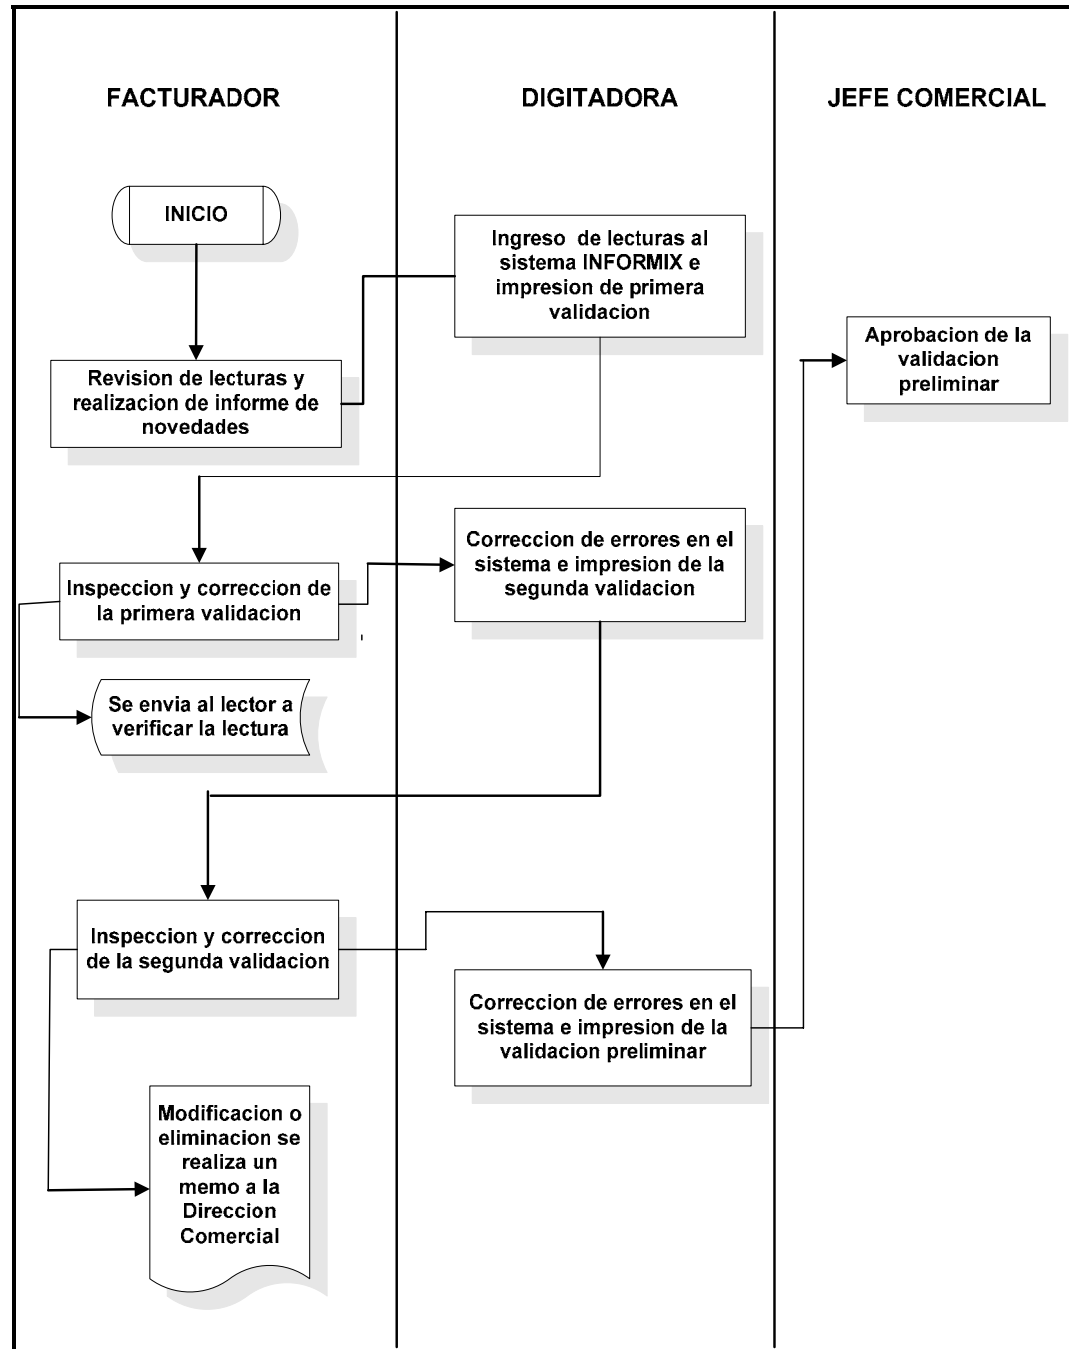 FACTURADOR
DIGITADORA
JEFE COMERCIAL
INICIO
Ingreso de lecturas al
sistema INFORMIX e
impresion de primera
validacion
Aprobacion de la
validacion
preliminar
Revision de lecturas y
realizacion de informe de
novedades
Correccion de errores en el
sistema e impresion de la
segunda validacion
Inspeccion y correccion de
la primera validacion
Se envia al lector a
verificar la lectura
Inspeccion y correccion
de la segunda validacion
Correccion de errores en el
sistema e impresion de la
validacion preliminar
Modificacion o
eliminacion se
realiza un
memo a la
Direccion
Comercial